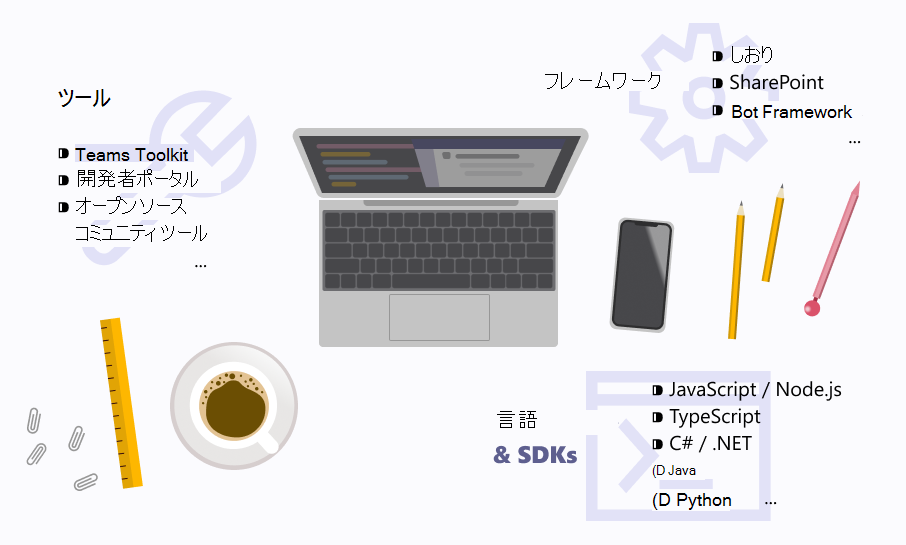 ツール
Teams Toolkit
開発者ポータル
オープンソース
コミュニティツール
...
フレームワーク
しおり
SharePoint
Bot Framework
...
言語
& SDKs
JavaScript / Node.js
TypeScript
C# / .NET
(D Java
(D Python ...